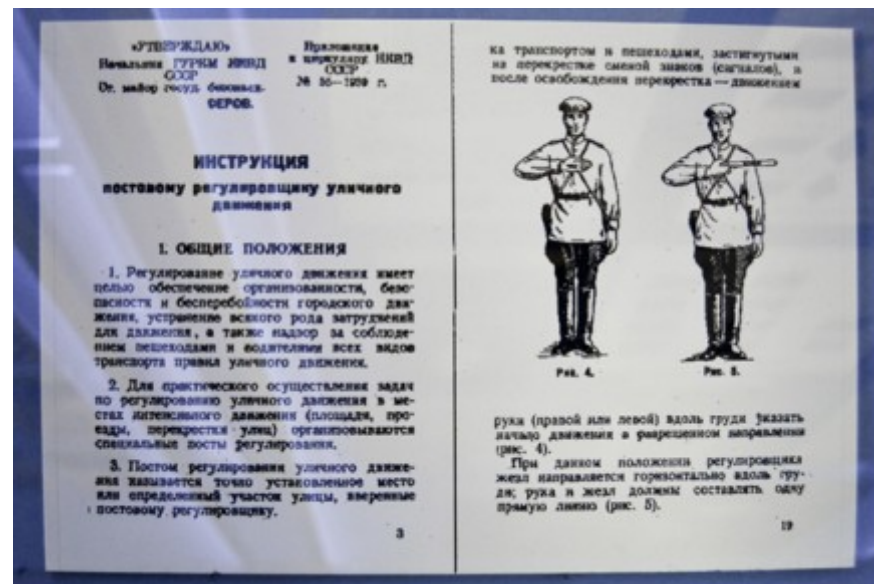 «УТВЕРЖДАЮ»
Начальник ГУРКМ НКВД
СССР
Ст. майор госуд. безопасн.
СЕРОВ.
Приложение
к циркуляру НКВД
СССР
№ 56—1939 г.
ИНСТРУКЦИЯ
постовому регулировщику уличного
движения
1. ОБЩИЕ ПОЛОЖЕНИЯ
1. Регулирование уличного движения имеет
целью обеспечение организованности, безо-
пасности и бесперебойности городского дви-
жения, устранение всякого рода затруднений
для движения, а также надзор за соблюде-
нием пешеходами и водителями всех видов
транспорта правил уличного движения.
2. Для практического осуществления задач
по регулированию уличного движения в ме-
стах интенсивного движения (площади, про-
езды, перекрестки улиц) организовываются
специальные посты регулирования.
3. Постом регулирования уличного движе-
ния называется точно установленное место
или определенный участок улицы, вверенные
постовому регулировщику.
3
ка транспортом и пешеходами, застигнутыми
на перекрестке сменой знаков (сигналов), и
после освобождения перекрестка — движением
Рис. 4.
Рис. 5.
руки (правой или левой) вдоль груди указать
начало движения в разрешенном направлении
(рис. 4).
При данном положении регулировщика
жезл направляется горизонтально вдоль гру-
ди; рука и жезл должны составлять одну
прямую линию (рис. 5).
19